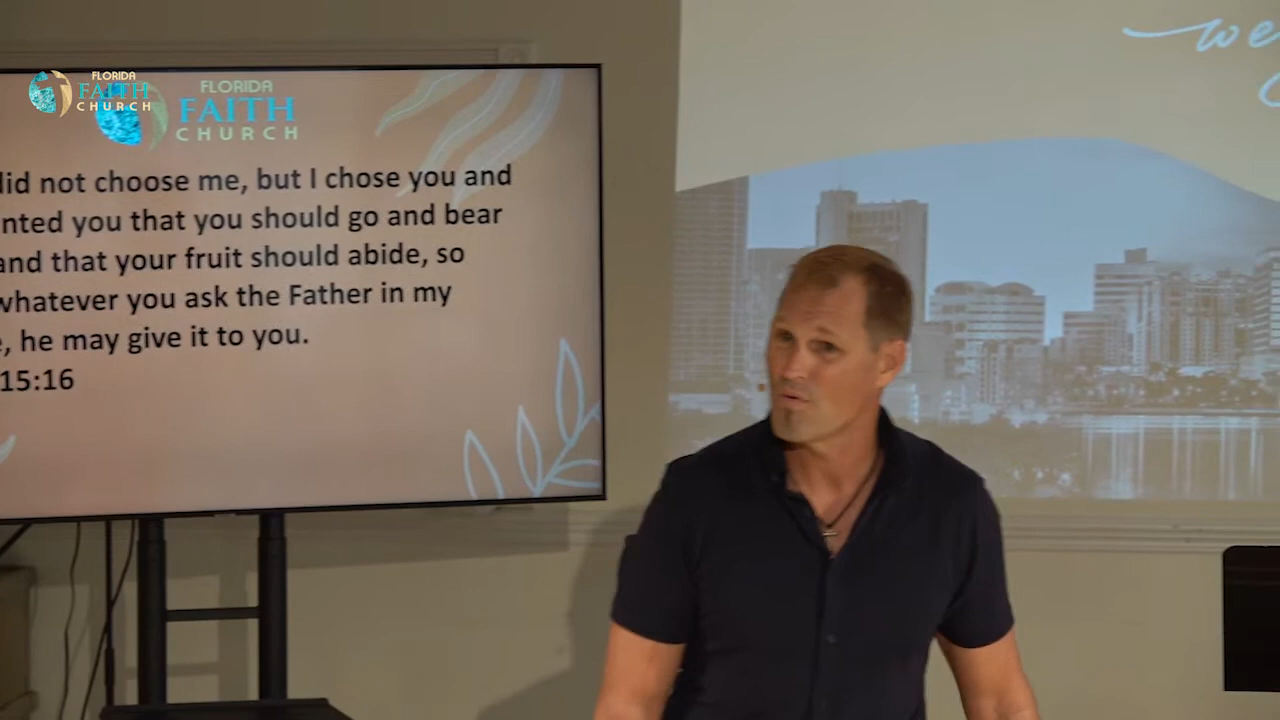 FLORIDA
FAITH
CHURCH
FLORIDA
FAITH
CHURCH
did not choose me, but I chose you and
nted you that you should go and bear
and that your fruit should abide, so
whatever you ask the Father in my
e, he may give it to you.
15:16
we